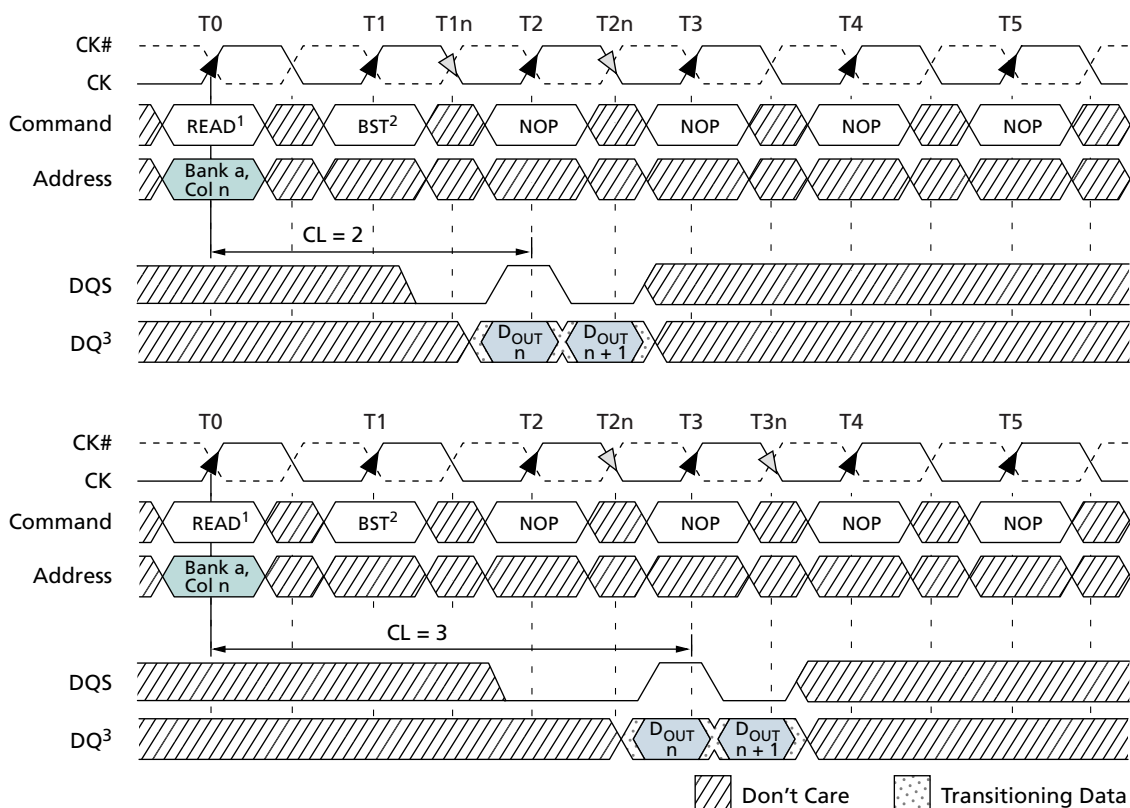 T0 T1 T1n T2 T2n T3 T4 T5
CK#
CK
Command READ1 BST2 NOP NOP NOP NOP
Address Bank a,
Col n
CL = 2
DQS
DQ3 DOUT
n DOUT
n + 1
T0 T1 T2 T2n T3 T3n T4 T5
CK#
CK
Command READ1 BST2 NOP NOP NOP NOP
Address Bank a,
Col n
CL = 3
DQS
DQ3 DOUT
n DOUT
n + 1
Don't Care Transitioning Data